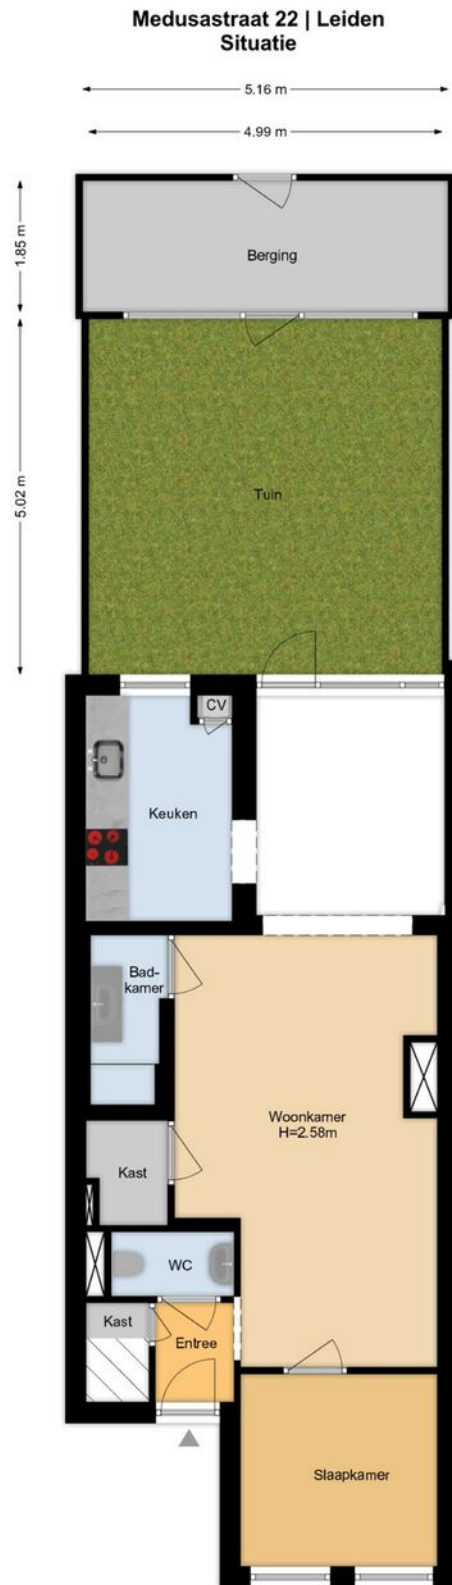 Medusastraat 22 | Leiden
Situatie
5.16 m
4.99 m
1.85 m
Berging
5.02 m
Tuin
CV
Keuken
Bad-
kamer
Woonkamer
H=2.58m
Kast
WC
Kast
Entree
Slaapkamer